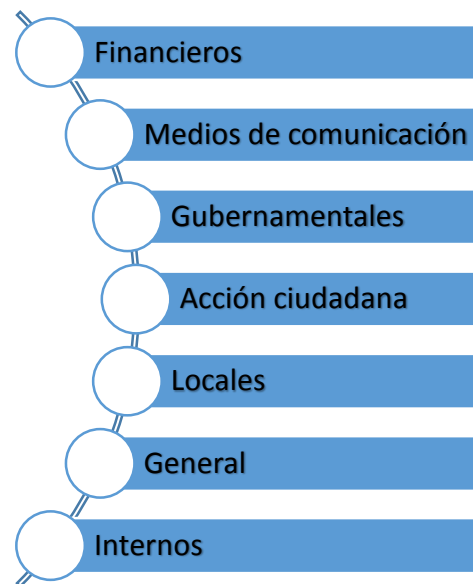 Financieros
Medios de comunicación
Gubernamentales
Acción ciudadana
Locales
General
Internos